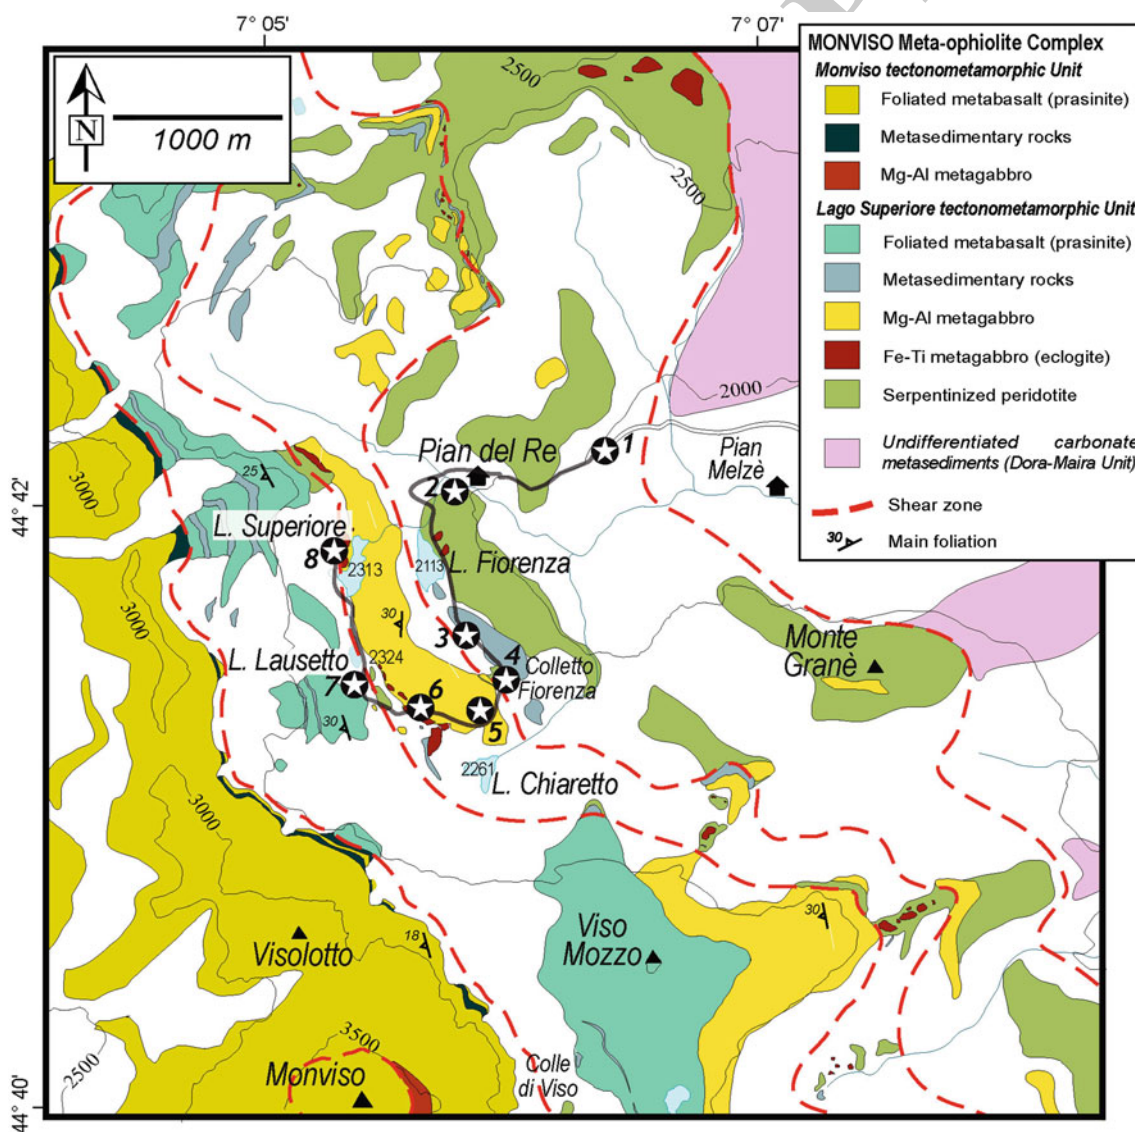 7° 05'
7° 07'
MONVISO Meta-ophiolite Complex
Monviso tectonometamorphic Unit
Foliated metabasalt (prasinite)
Metasedimentary rocks
Mg-Al metagabbro
Lago Superiore tectonometamorphic Unit
Foliated metabasalt (prasinite)
Metasedimentary rocks
Mg-Al metagabbro
Fe-Ti metagabbro (eclogite)
Serpentinized peridotite
Undifferentiated carbonate
metasediments (Dora-Maira Unit)
Shear zone
30 Main foliation
N
1000 m
2500
2500
2000
Pian del Re
1
Pian
Melzè
2
3000
25
44° 42'
L. Superiore
8
2313
2113
L. Fiorenza
3000
30
3
4
Colletto
Fiorenza
Monte
Granè
L. Lausetto
2324
7
6
5
30
2261
L. Chiaretto
3000
Visolotto
18
Viso
Mozzo
30
3500
Monviso
2500
Colle
di Viso
44° 40'